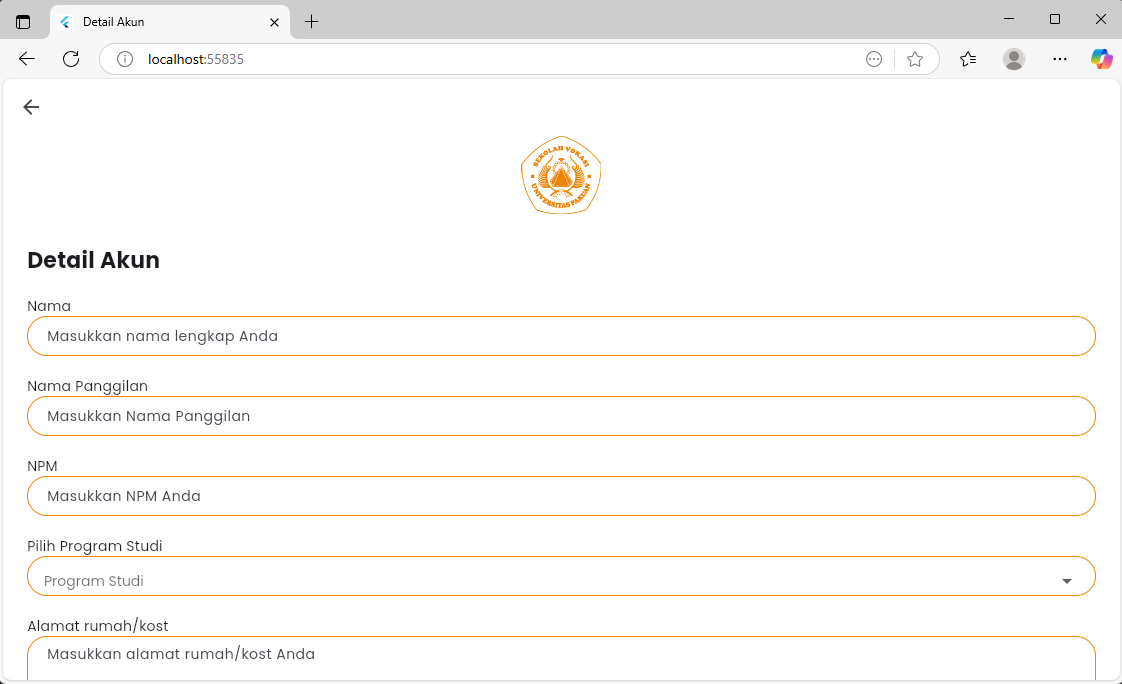 Detail Akun
localhost:55835
SEKOLAH VOKASI
UNIVERSITAS PAKUAN
Detail Akun
Nama
Masukkan nama lengkap Anda
Nama Panggilan
Masukkan Nama Panggilan
NPM
Masukkan NPM Anda
Pilih Program Studi
Program Studi
Alamat rumah/kost
Masukkan alamat rumah/kost Anda